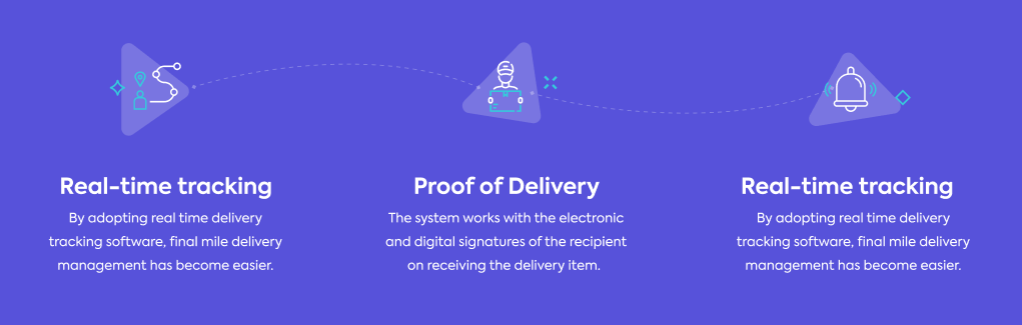 Real-time tracking
By adopting real time delivery
tracking software, final mile delivery
management has become easier.
Proof of Delivery
The system works with the electronic
and digital signatures of the recipient
on receiving the delivery item.
Real-time tracking
By adopting real time delivery
tracking software, final mile delivery
management has become easier.